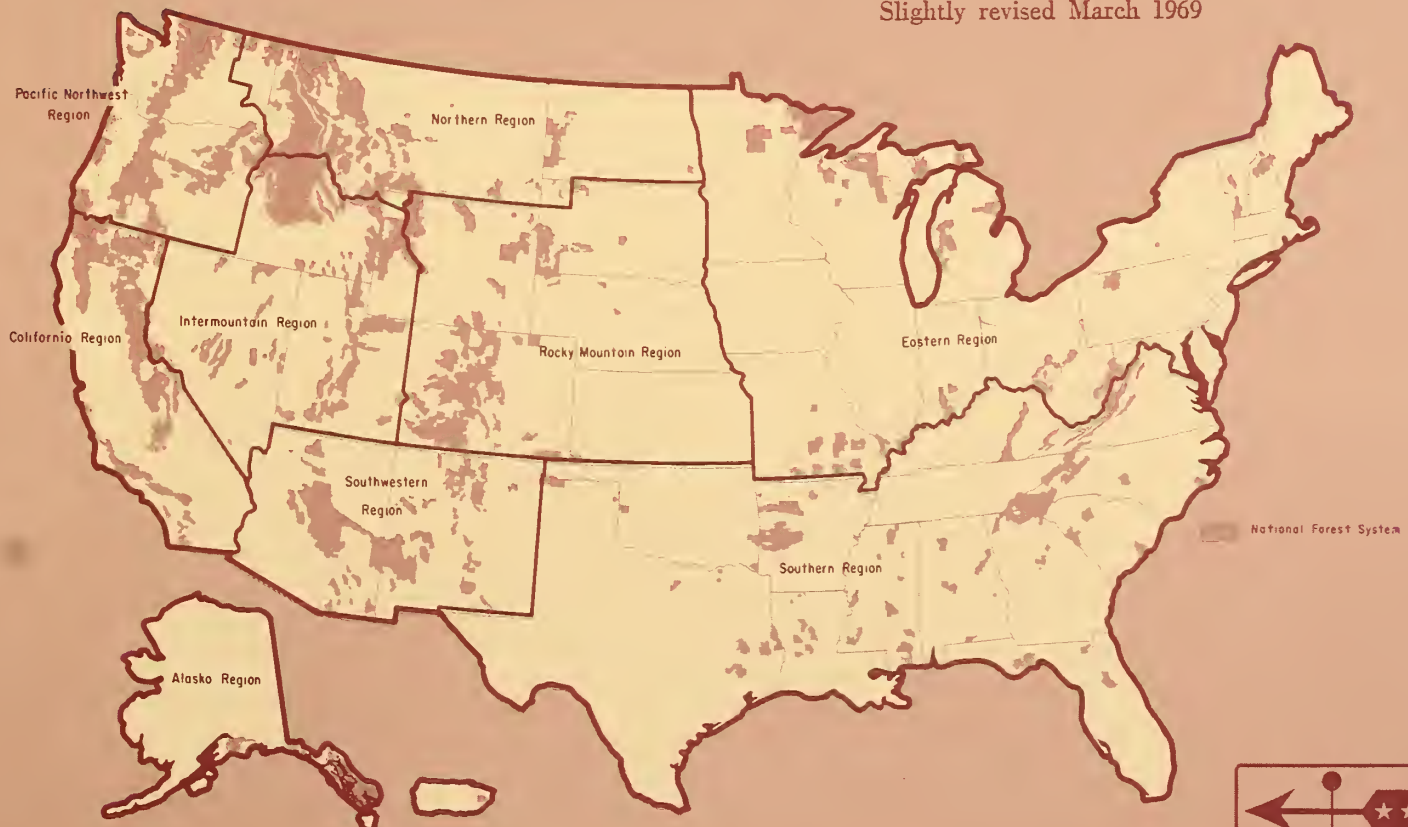 Slightly revised March 1969
Pacific Northwest
Region
Northern Region
California Region
Intermountain Region
Rocky Mountain Region
Eastern Region
Southwestern
Region
National Forest System
Southern Region
Alaska Region